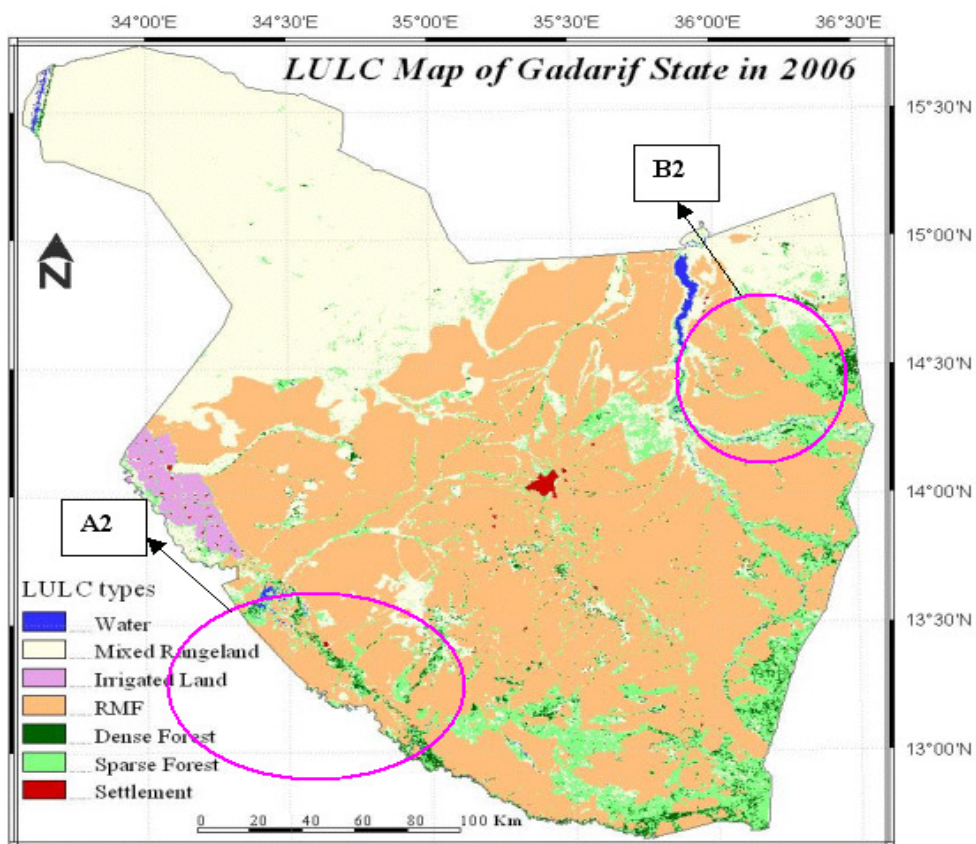 34°00'E 34°30'E 35°00'E 35°30'E 36°00'E 36°30'E
LULC Map of Gadarif State in 2006
15°30'N
B2
15°00'N
N
14°30'N
14°00'N
A2
LULC types
Water
13°30'N
Mixed Rangeland
Irrigated Land
RMF
Dense Forest
13°00'N
Sparse Forest
Settlement
0 20 40 60 80 100 Km